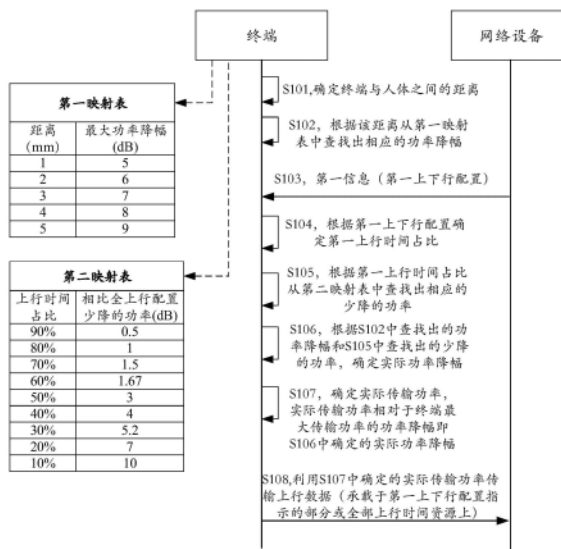 终端
网络设备
第一映射表
距离 最大功率降幅
(mm) (dB)
1 5
2 6
3 7
4 8
5 9
第二映射表
上行时间 相比全上行配置
占比 少降的功率(dB)
90% 0.5
80% 1
70% 1.5
60% 1.67
50% 3
40% 4
30% 5.2
20% 7
10% 10
S101,确定终端与人体之间的距离
S102，根据该距离从第一映射
表中查找出相应的功率降幅
S103，第一信息（第一上下行配置）
S104，根据第一上下行配置确
定第一上行时间占比
S105，根据第一上行时间占比
从第二映射表中查找出相应的
少降的功率
S106，根据S102中查找出的功
率降幅和S105中查找出的少降
的功率，确定实际功率降幅
S107，确定实际传输功率，
实际传输功率相对于终端最
大传输功率的功率降幅即
S106中确定的实际功率降幅
S108,利用S107中确定的实际传输功率传
输上行数据（承载于第一上下行配置指
示的部分或全部上行时间资源上）